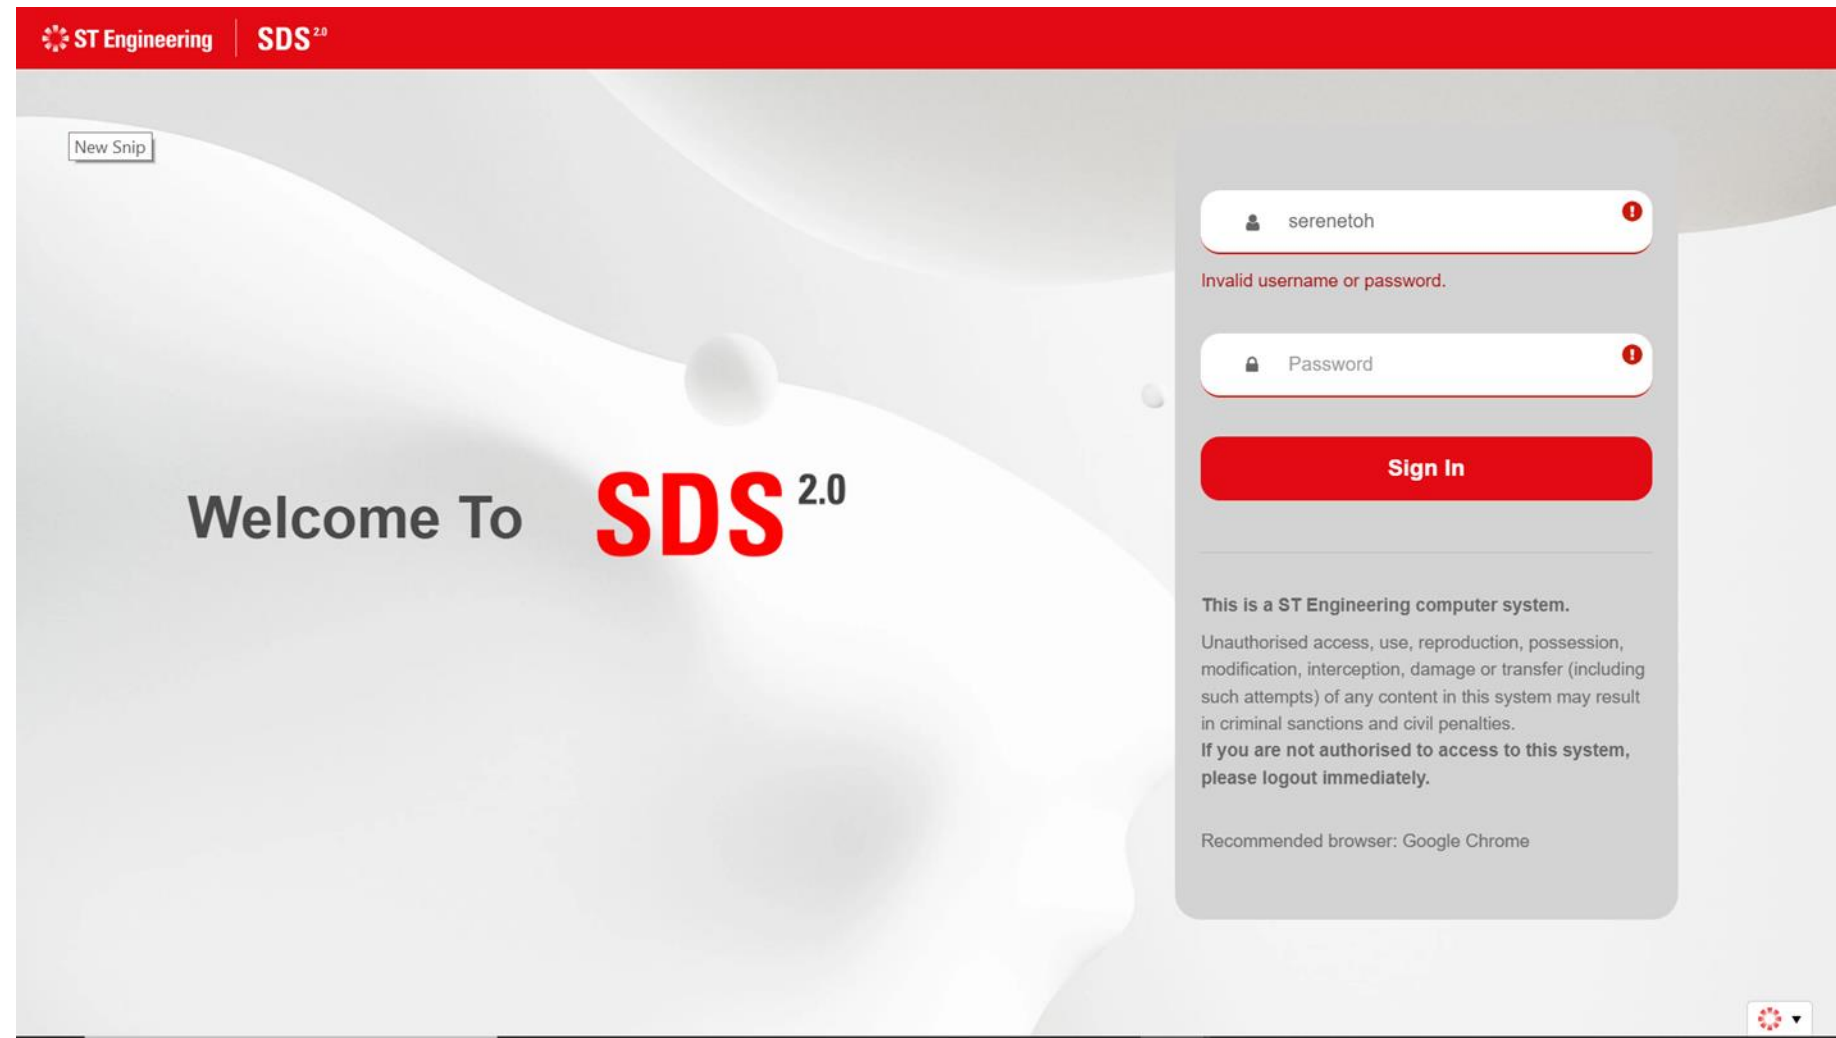 ST Engineering
SDS 2.0
New Snip
serenetoh
Invalid username or password.
Password
Sign In
Welcome To SDS 2.0
This is a ST Engineering computer system.
Unauthorised access, use, reproduction, possession,
modification, interception, damage or transfer (including
such attempts) of any content in this system may result
in criminal sanctions and civil penalties.
If you are not authorised to access to this system,
please logout immediately.
Recommended browser: Google Chrome